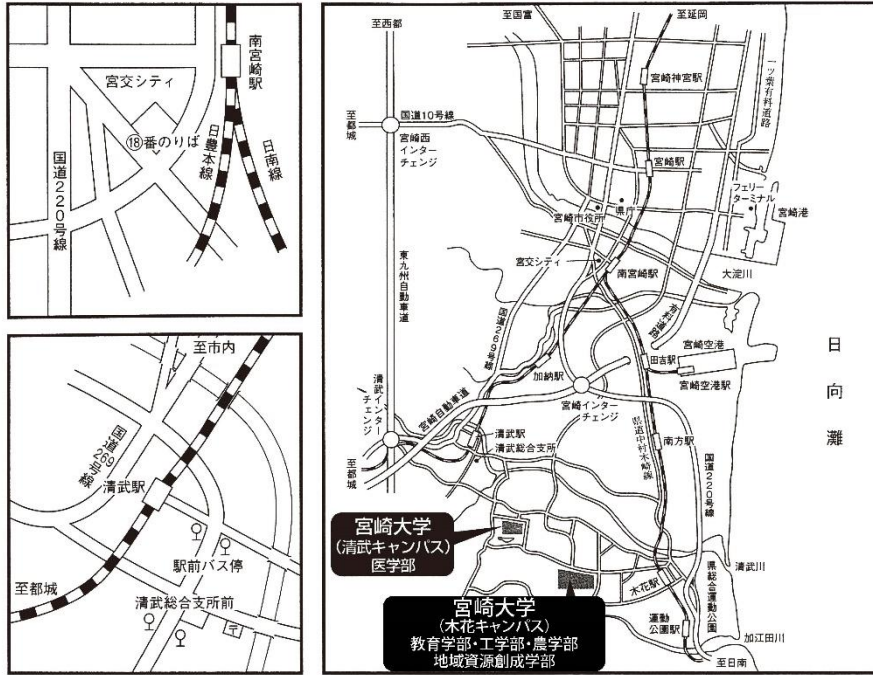 南宮崎駅
宮交シティ
⑱番のりば
日豊本線
日南線
国道220号線
至市内
国道269号線
清武駅
駅前バス停
至都城
清武総合支所前
至西都
至国富
至延岡
一ッ葉有料道路
宮崎神宮駅
国道10号線
至都城
宮崎西
インター
チェンジ
宮崎駅
フェリー
ターミナル
県庁
宮崎市役所
宮崎港
東九州自動車道
宮交シティ
南宮崎駅
大淀川
国道269号線
有料道路
宮崎空港
田吉駅
宮崎空港駅
日向灘
加納駅
清武インター
チェンジ
宮崎自動車道
宮崎インター
チェンジ
清武駅
清武総合支所
県道中村木崎線
南方駅
国道220号線
至都城
宮崎大学
(清武キャンパス)
医学部
清武川
木花駅
県総合運動公園
宮崎大学
(木花キャンパス)
教育学部・工学部・農学部
地域資源創成学部
運動
公園駅
加江田川
至日南